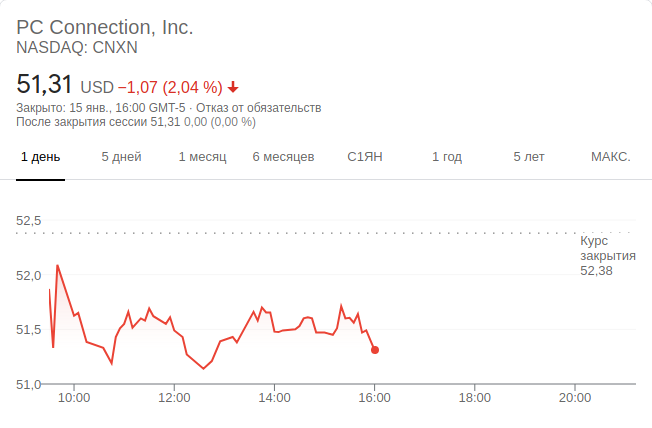 PC Connection, Inc.
NASDAQ: CNXN
51,31 USD −1,07 (2,04 %)
Закрыто: 15 янв., 16:00 GMT-5 · Отказ от обязательств
После закрытия сессии 51,31 0,00 (0,00 %)
1 день 5 дней 1 месяц 6 месяцев С1ЯН 1 год 5 лет МАКС.
52,5
Курс
закрытия
52,38
52,0
51,5
51,0
10:00 12:00 14:00 16:00 18:00 20:00